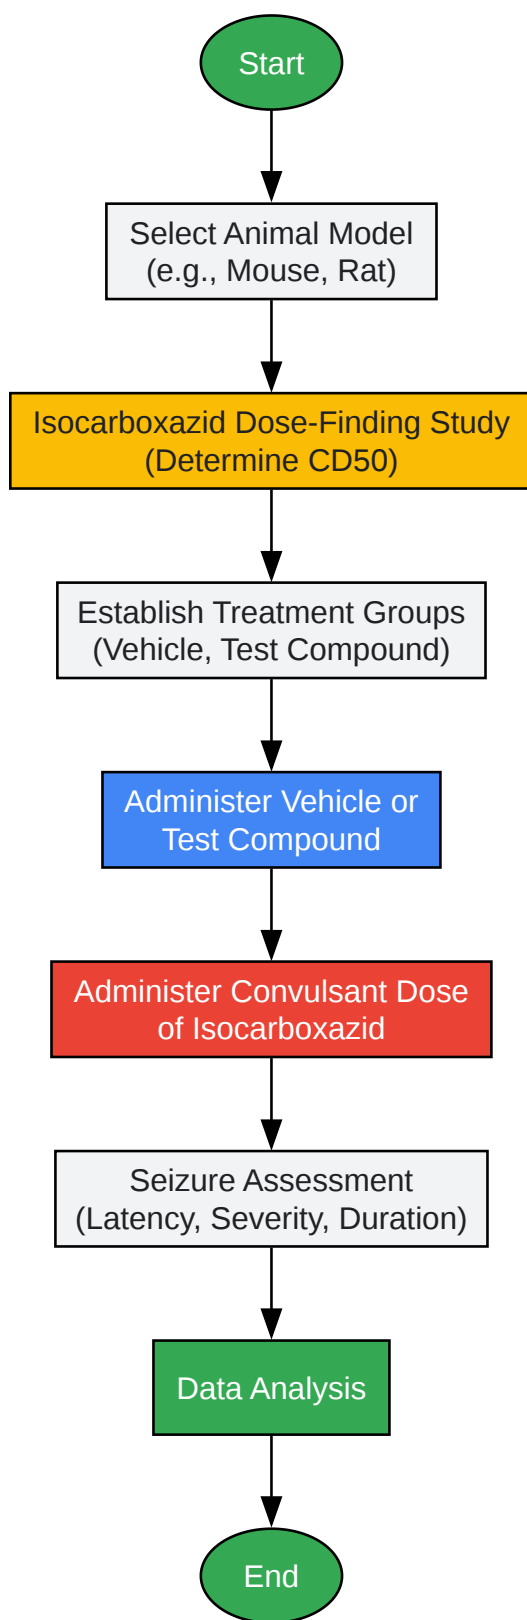 Start
Select Animal Model
(e.g., Mouse, Rat)
Isocarboxazid Dose-Finding Study
(Determine CD50)
Establish Treatment Groups
(Vehicle, Test Compound)
Administer Vehicle or
Test Compound
Administer Convulsant Dose
of Isocarboxazid
Seizure Assessment
(Latency, Severity, Duration)
Data Analysis
End